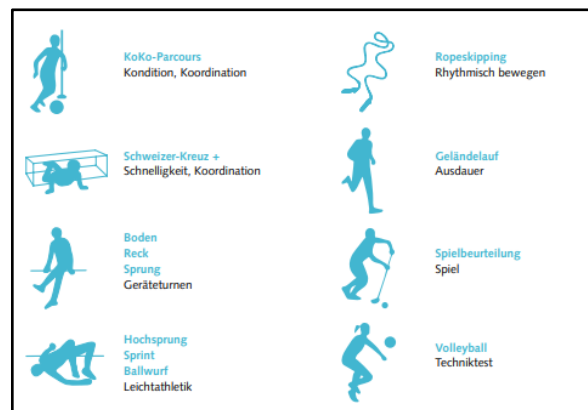 KoKo-Parcours
Kondition, Koordination
Schweizer-Kreuz +
Schnelligkeit, Koordination
Boden
Reck
Sprung
Geräteturnen
Hochsprung
Sprint
Ballwurf
Leichtathletik
Ropeskipping
Rhythmisch bewegen
Geländelauf
Ausdauer
Spielbeurteilung
Spiel
Volleyball
Techniktest